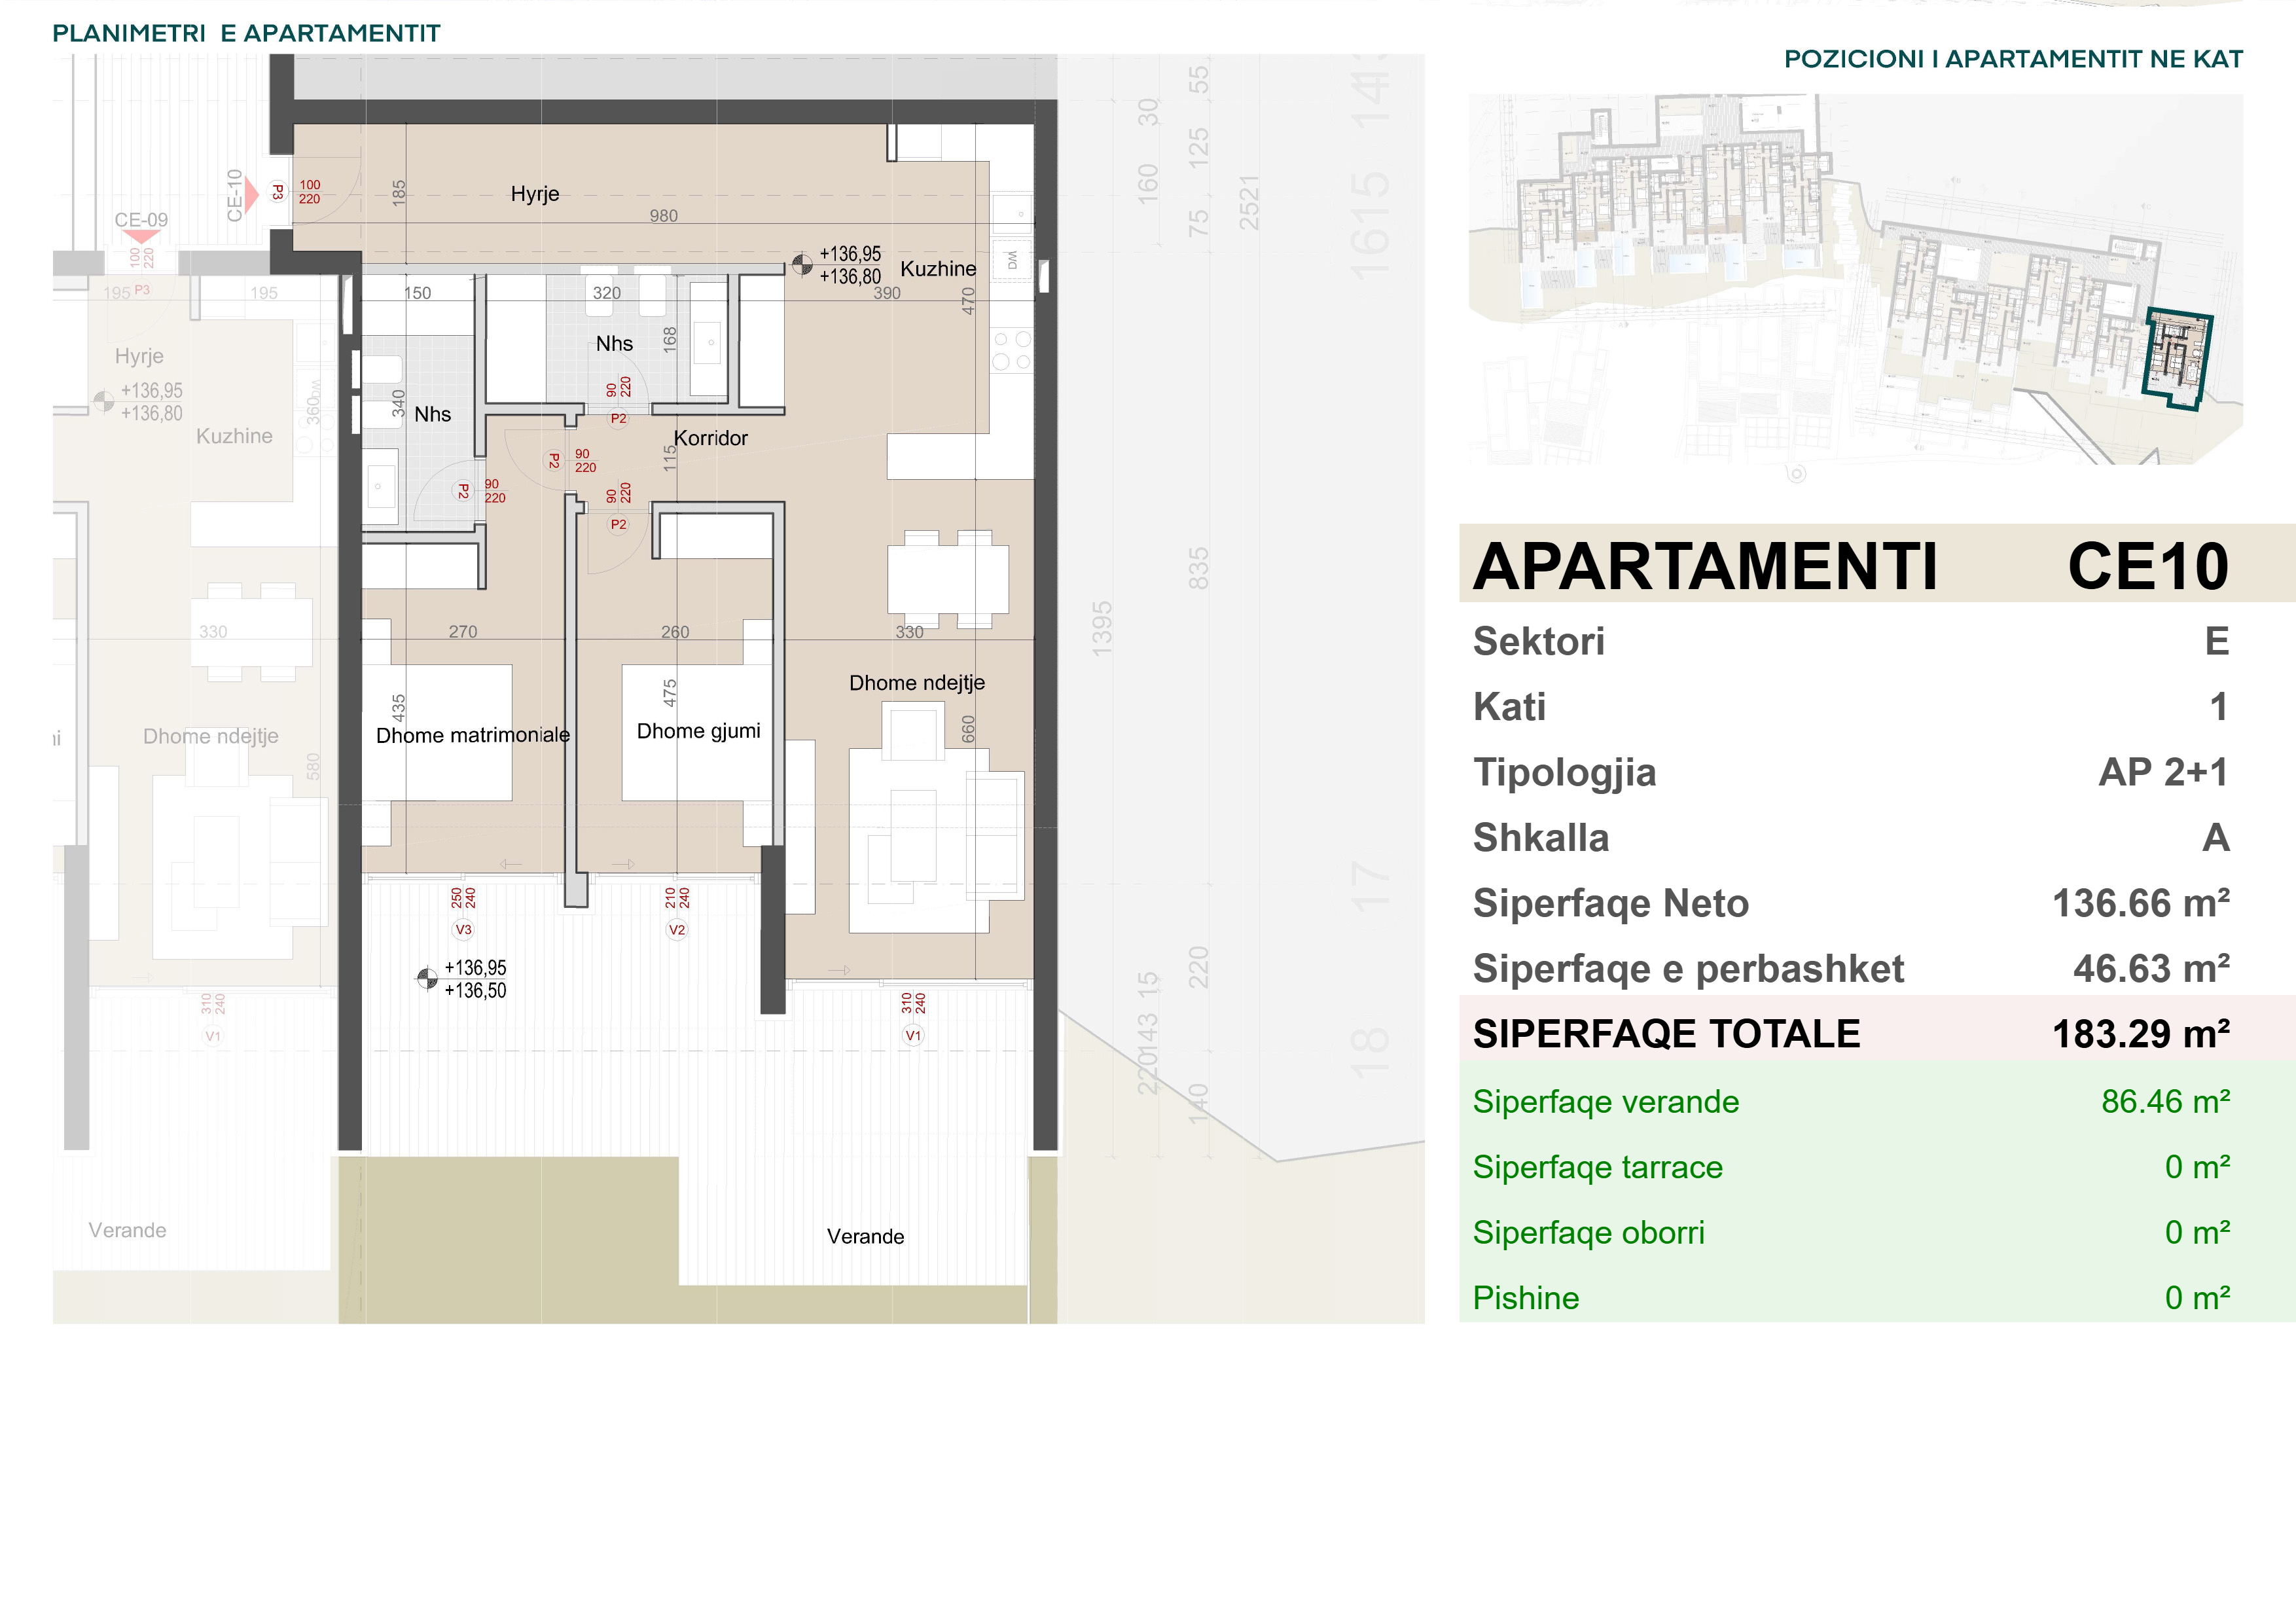 PLANIMETRI E APARTAMENTIT
POZICIONI I APARTAMENTIT NE KAT
CE-10
P3
100
220
185
Hyrje
980
CE-09
100
220
P3
195
195
Hyrje
+136,95
+136,80
Kuzhine
360
330
Dhome ndejtje
580
310
240
V1
Verande
+136,95
+136,80
Kuzhine
WD
150
320
390
470
Nhs
168
340
Nhs
90
220
P2
Korridor
115
P2
90
220
P2
90
220
90
220
P2
270
260
330
Dhome ndejtje
435
475
660
Dhome matrimoniale
Dhome gjumi
250
240
V3
210
240
V2
+136,95
+136,50
310
240
V1
Verande
30
55
125
160
75
2521
1615
835
1395
17
220
15
143
220
140
18
APARTAMENTI CE10
Sektori E
Kati 1
Tipologjia AP 2+1
Shkalla A
Siperfaqe Neto 136.66 m²
Siperfaqe e perbashket 46.63 m²
SIPERFAQE TOTALE 183.29 m²
Siperfaqe verande 86.46 m²
Siperfaqe tarrace 0 m²
Siperfaqe oborri 0 m²
Pishine 0 m²